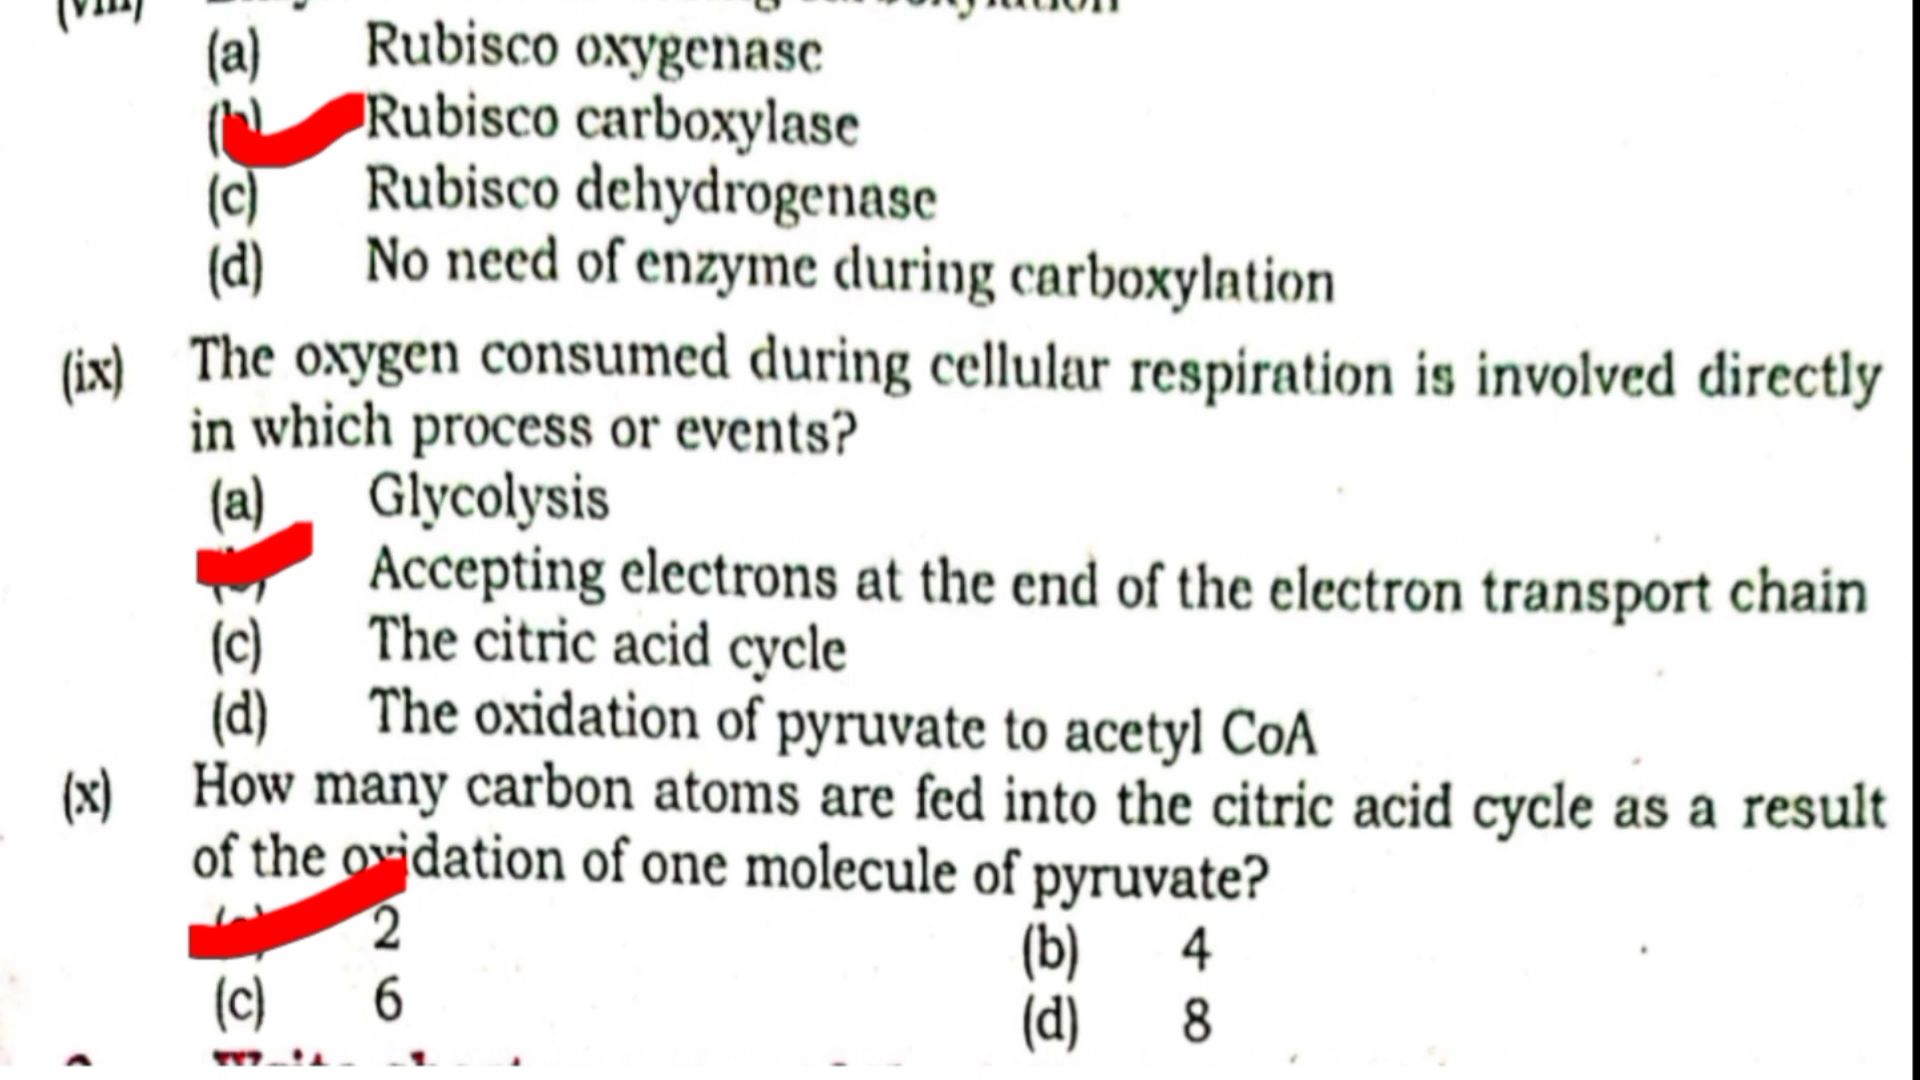 (viii) carboxylation
(a) Rubisco oxygenase
(b) Rubisco carboxylase
(c) Rubisco dehydrogenase
(d) No need of enzyme during carboxylation
(ix) The oxygen consumed during cellular respiration is involved directly
in which process or events?
(a) Glycolysis
(b) Accepting electrons at the end of the electron transport chain
(c) The citric acid cycle
(d) The oxidation of pyruvate to acetyl CoA
(x) How many carbon atoms are fed into the citric acid cycle as a result
of the oxidation of one molecule of pyruvate?
(a) 2 (b) 4
(c) 6 (d) 8